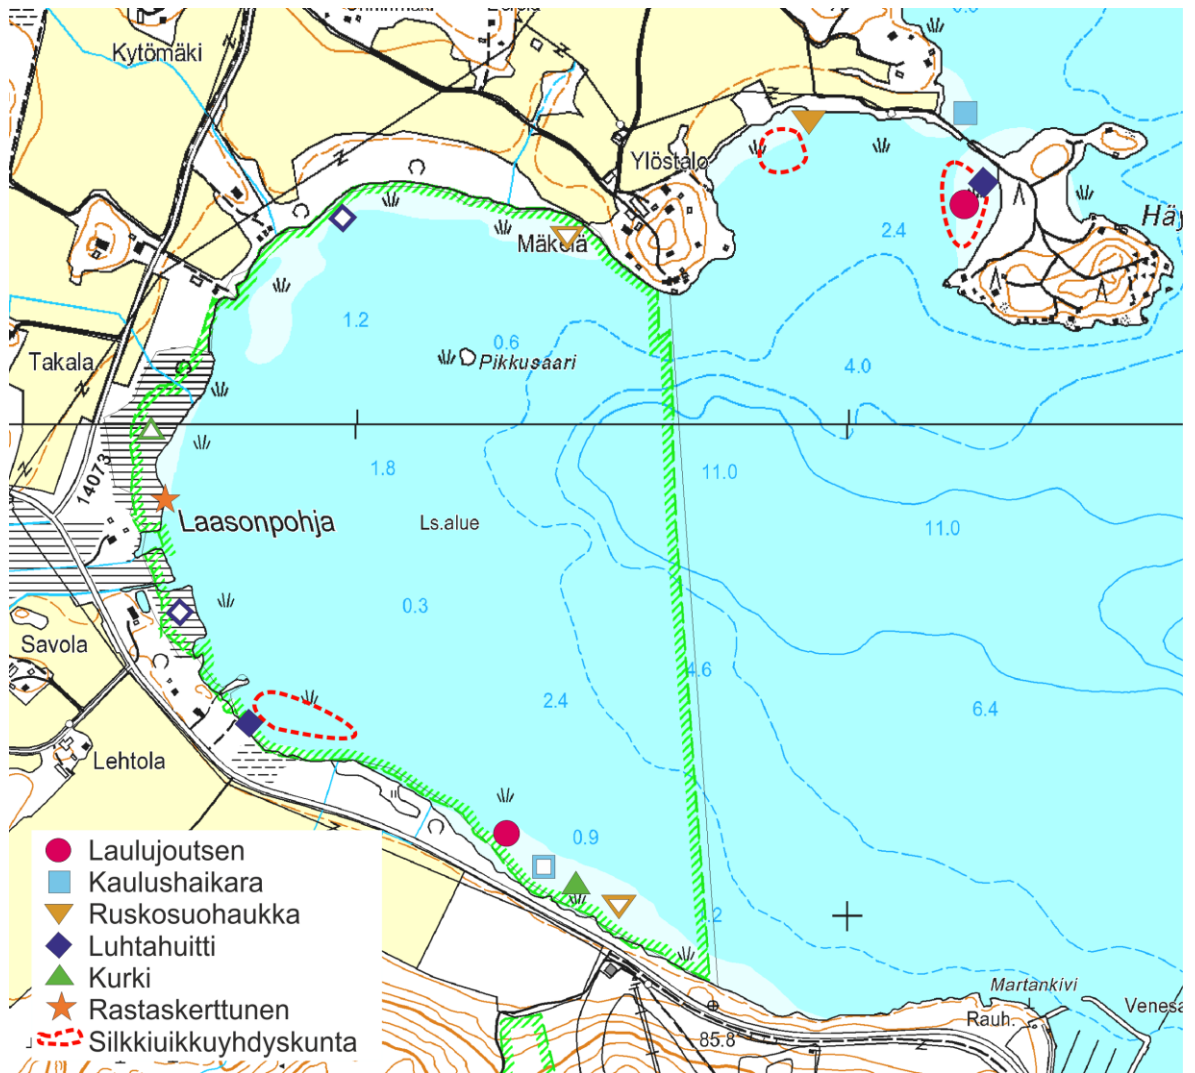 Kytömäki
Ylöstalo
Mäkelä
2.4
1.2
0.6
Pikkusaari
4.0
Takala
1.8
11.0
14073
Laasonpohja
Ls.alue
11.0
0.3
Savola
4.6
2.4
6.4
Lehtola
0.9
Martankivi
Rauh.
85.8
Laulujoutsen
Kaulushaikara
Ruskosuohaukka
Luhtahuitti
Kurki
Rastaskerttunen
Silkkiuikkuyhdyskunta